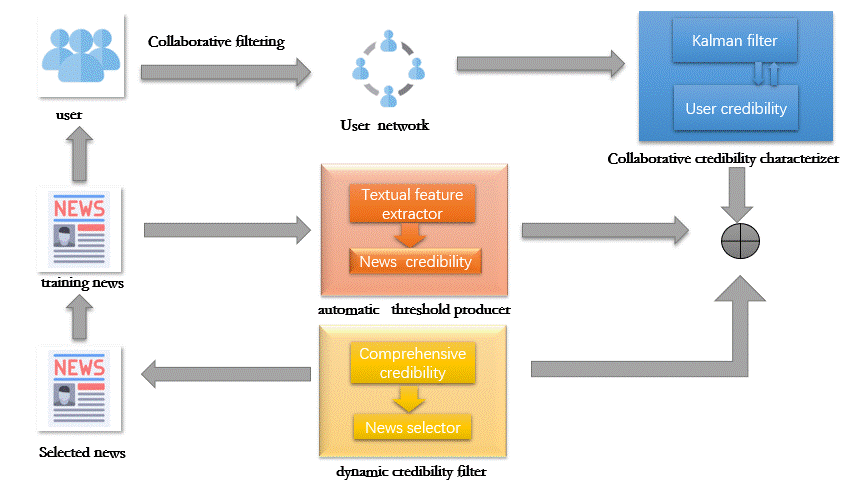 Collaborative filtering
Kalman filter
User credibility
user
User network
Collaborative credibility characterizer
NEWS
Textual feature
extractor
News credibility
training news
automatic threshold producer
NEWS
Comprehensive
credibility
News selector
Selected news
dynamic credibility filter